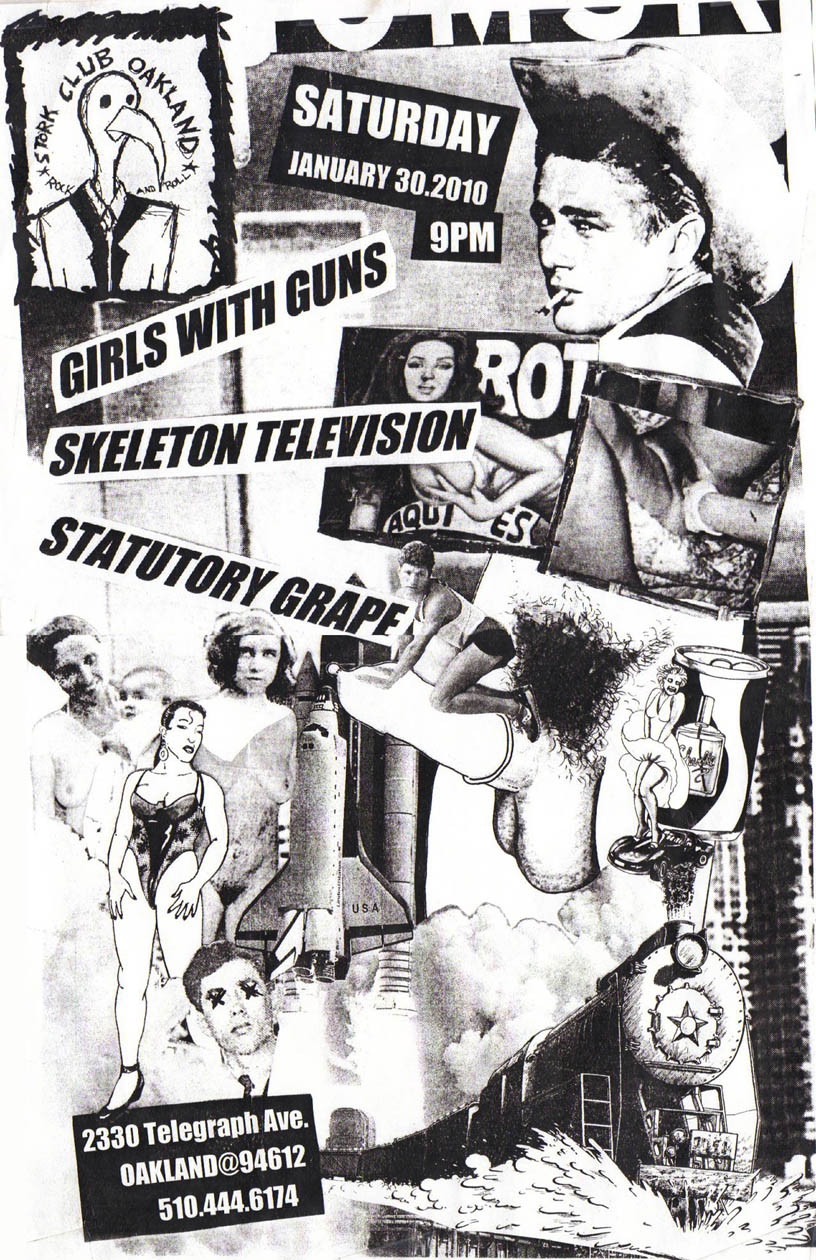 STORK CLUB OAKLAND
ROCK AND ROLL
SATURDAY
JANUARY 30.2010
9PM
GIRLS WITH GUNS
ROT
SKELETON TELEVISION
AQUI ES
STATUTORY GRAPE
USA
2330 Telegraph Ave.
OAKLAND@94612
510.444.6174